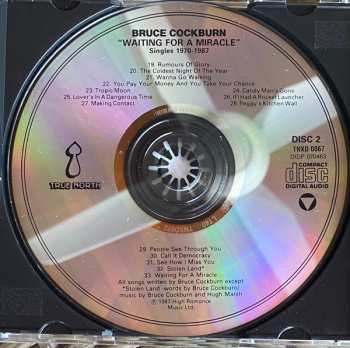 BRUCE COCKBURN
"WAITING FOR A MIRACLE"
Singles 1970-1987
19. Rumours Of Glory
20. The Coldest Night Of The Year
21. Wanna Go Walking
22. You Pay Your Money And You Take Your Chance
23. Tropic Moon 24. Candy Man's Gone
25. Lover's In A Dangerous Time 26. If I Had A Rocket Launcher
27. Making Contact 28. Peggy's Kitchen Wall
TRUE NORTH
DISC 2
TNXD 0867
DIDP 070463
COMPACT
disc
DIGITAL AUDIO
29. People See Through You
30. Call It Democracy
31. See How I Miss You
32. Stolen Land*
33. Waiting For A Miracle
All songs written by Bruce Cockburn except
*Stolen Land -words by Bruce Cockburn)
music by Bruce Cockburn and Hugh Marsh
℗ 1987 High Romance
Music Ltd.